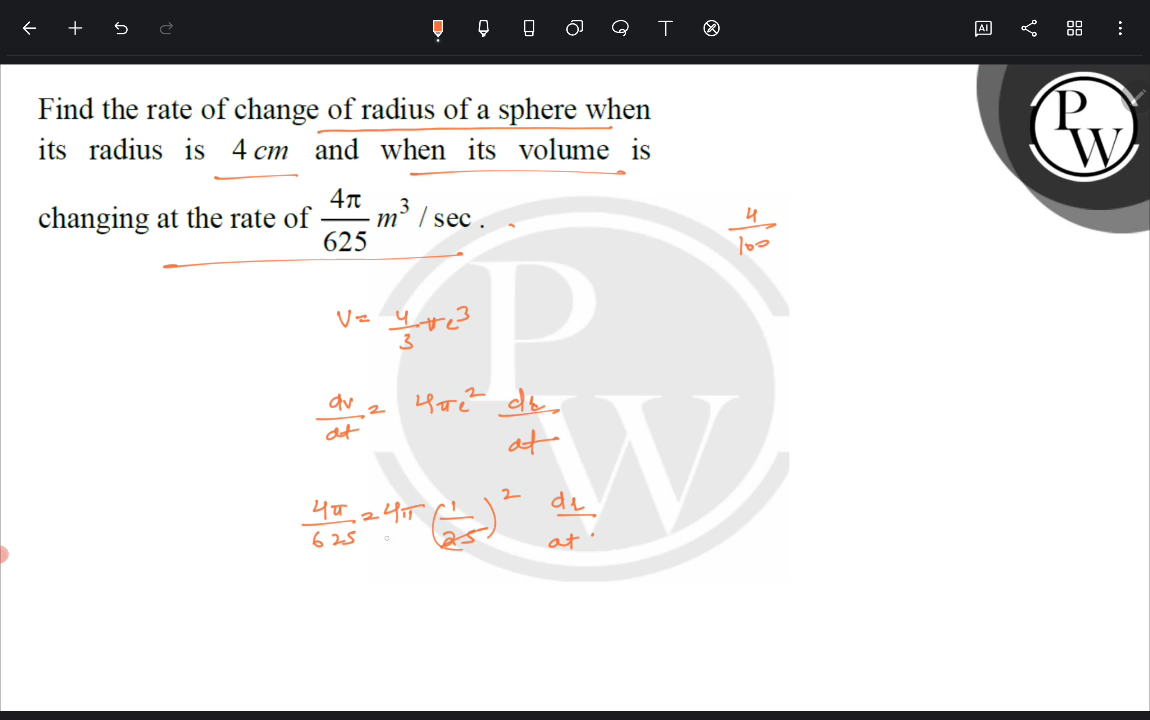 AI
Find the rate of change of radius of a sphere when
its radius is 4 cm and when its volume is
changing at the rate of 4π/625 m³ / sec .
4/100
V = 4/3 πr³
dv/dt = 4πr² dr/dt
4π/625 = 4π (1/25)² dr/dt
P
W
P
W